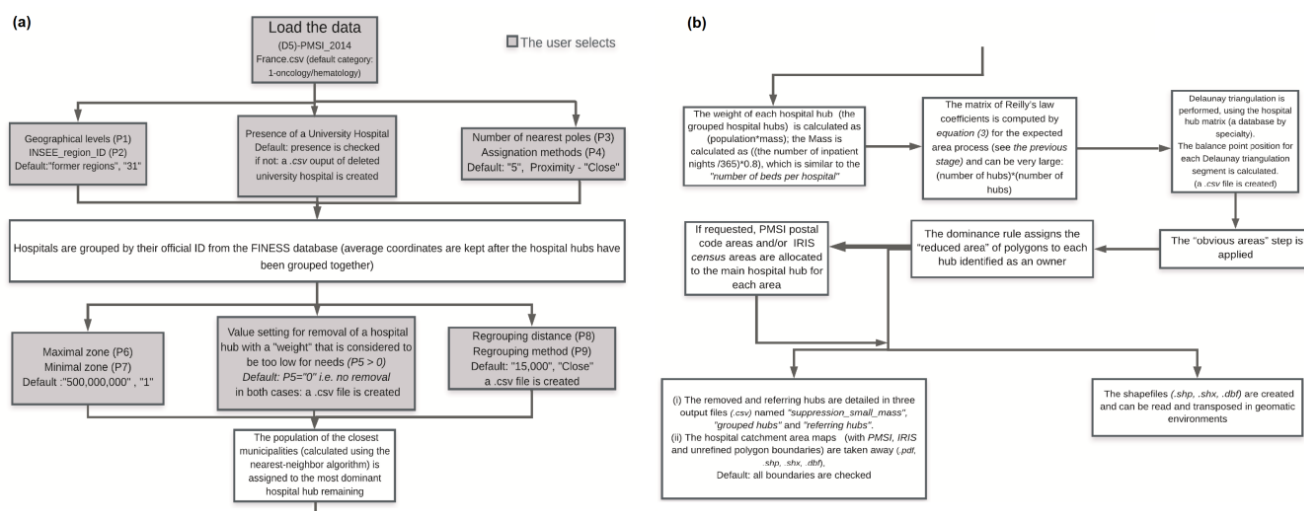 (a)
Load the data
(D5)-PMSI_2014
France.csv (default category:
1-oncology/hematology)
The user selects
Geographical levels (P1)
INSEE_region_ID (P2)
Default:"former regions", "31"
Presence of a University Hospital
Default: presence is checked
if not: a .csv ouput of deleted
university hospital is created
Number of nearest poles (P3)
Assignation methods (P4)
Default: "5", Proximity - "Close"
Hospitals are grouped by their official ID from the FINESS database (average coordinates are kept after the hospital hubs have
been grouped together)
Maximal zone (P6)
Minimal zone (P7)
Default :"500,000,000" , "1"
Value setting for removal of a hospital
hub with a "weight" that is considered to
be too low for needs (P5 > 0)
Default: P5="0" i.e. no removal
in both cases: a .csv file is created
Regrouping distance (P8)
Regrouping method (P9)
Default: "15,000", "Close"
a .csv file is created
The population of the closest
municipalities (calculated using the
nearest-neighbor algorithm) is
assigned to the most dominant
hospital hub remaining
(b)
The weight of each hospital hub (the
grouped hospital hubs) is calculated as
(population*mass); the Mass is
calculated as ((the number of inpatient
nights /365)*0.8), which is similar to the
"number of beds per hospital"
The matrix of Reilly's law
coefficients is computed by
equation (3) for the expected
area process (see the previous
stage) and can be very large:
(number of hubs)*(number of
hubs)
Delaunay triangulation is
performed, using the hospital
hub matrix (a database by
specialty).
The balance point position for
each Delaunay triangulation
segment is calculated.
(a .csv file is created)
If requested, PMSI postal
code areas and/or IRIS
census areas are allocated
to the main hospital hub for
each area
The dominance rule assigns the
"reduced area" of polygons to each
hub identified as an owner
The "obvious areas" step is
applied
(i) The removed and referring hubs are detailed in three
output files (.csv) named "suppression_small_mass",
"grouped hubs" and "referring hubs".
(ii) The hospital catchment area maps (with PMSI, IRIS
and unrefined polygon boundaries) are taken away (.pdf,
.shp, .shx, .dbf),
Default: all boundaries are checked
The shapefiles (.shp, .shx, .dbf) are created
and can be read and transposed in geomatic
environments